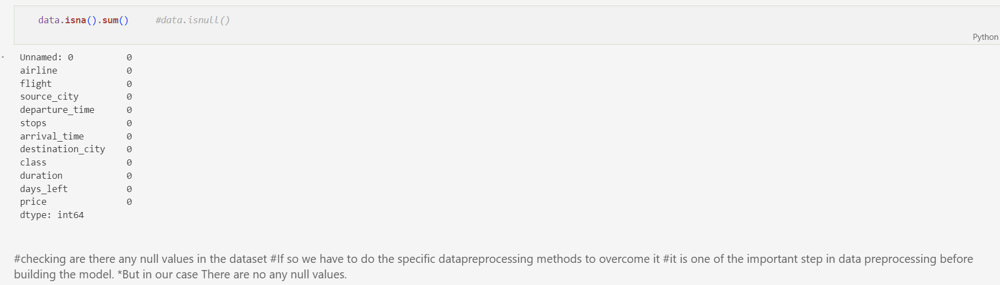 data.isna().sum()     #data.isnull()
Python
Unnamed: 0          0
airline             0
flight              0
source_city         0
departure_time      0
stops               0
arrival_time        0
destination_city    0
class               0
duration            0
days_left           0
price               0
dtype: int64
#checking are there any null values in the dataset #If so we have to do the specific datapreprocessing methods to overcome it #it is one of the important step in data preprocessing before
building the model. *But in our case There are no any null values.